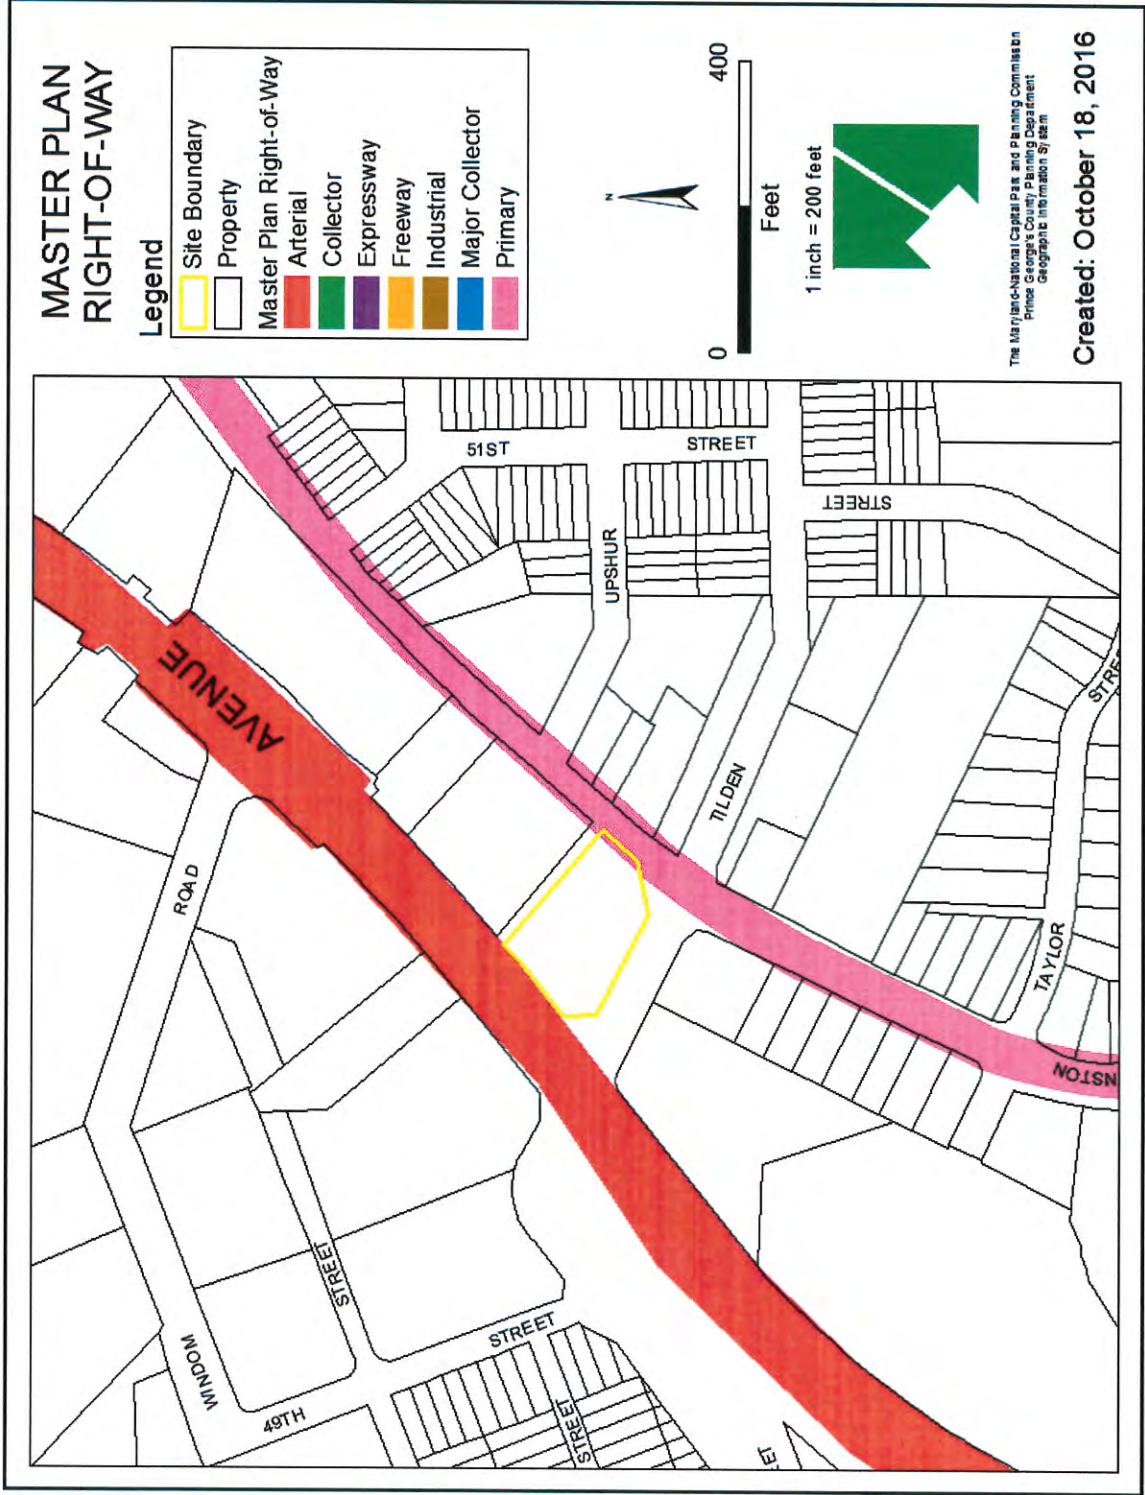 MASTER PLAN
RIGHT-OF-WAY
Legend
Site Boundary
Property
Master Plan Right-of-Way
Arterial
Collector
Expressway
Freeway
Industrial
Major Collector
Primary
N
0
400
Feet
1 inch = 200 feet
The Maryland-National Capital Park and Planning Commission
Prince George's County Planning Department
Geographic Information System
Created: October 18, 2016
AVENUE
ROAD
WINDOM
STREET
49TH
STREET
STREET
ET
51ST
STREET
UPSHUR
STREET
TILDEN
TAYLOR
STREE
NSTON